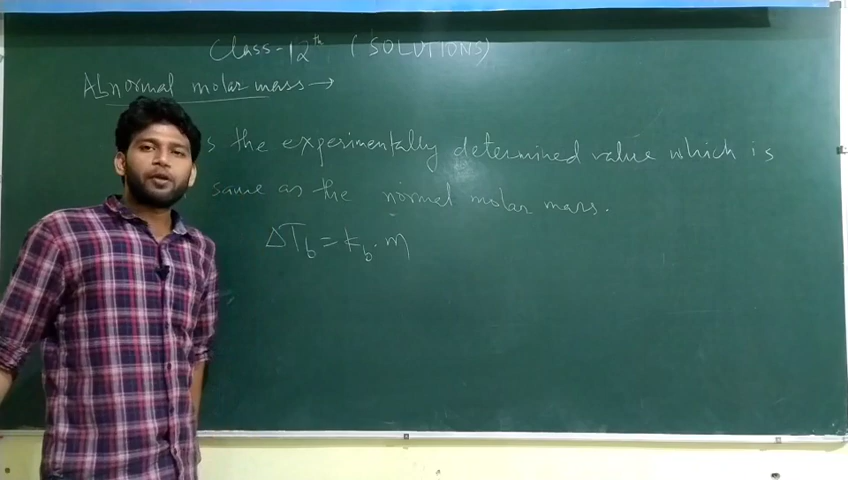 Class-12th (SOLUTIONS)
Abnormal molar mass →
s the experimentally determined value which is
same as the normal molar mass.
ΔTb = kb.m